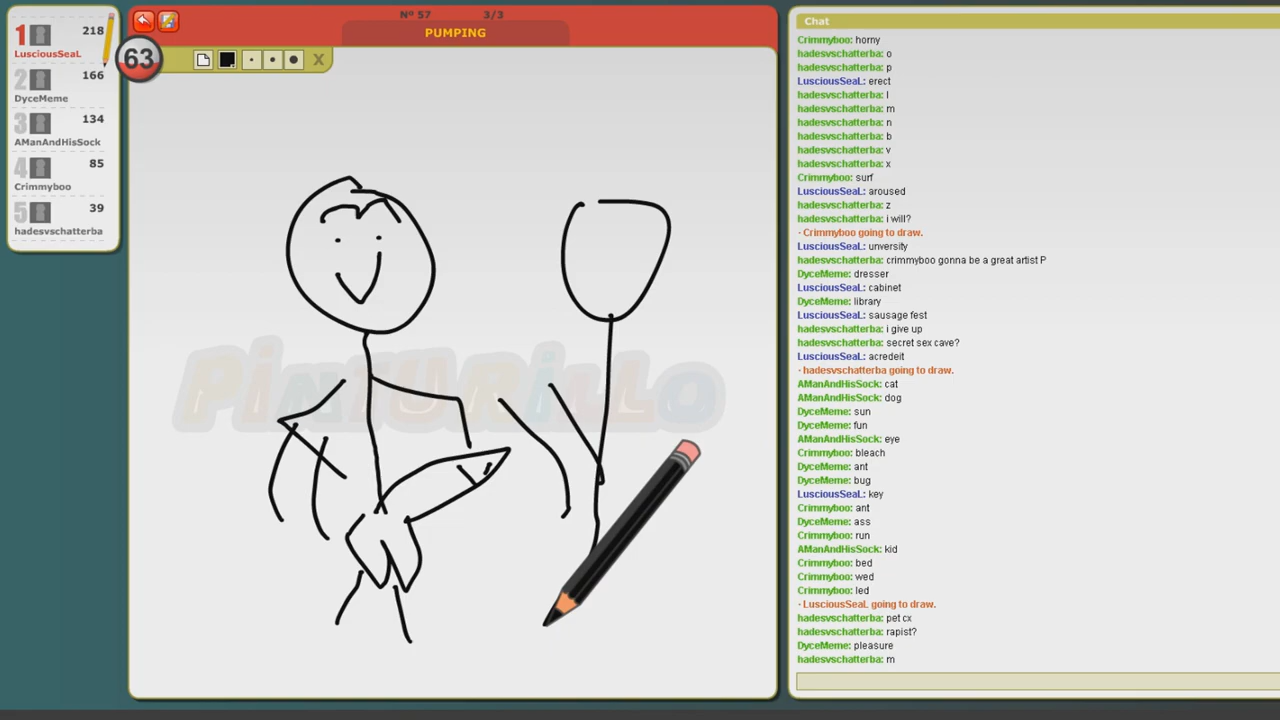 1 218
LusciousSeaL
2 166
DyceMeme
3 134
AManAndHisSock
4 85
Crimmyboo
5 39
hadesvschatterba
63
Nº 57 3/3
PUMPING
X
PINTURILLO
Chat
Crimmyboo: horny
hadesvschatterba: o
hadesvschatterba: p
LusciousSeaL: erect
hadesvschatterba: l
hadesvschatterba: m
hadesvschatterba: n
hadesvschatterba: b
hadesvschatterba: v
hadesvschatterba: x
Crimmyboo: surf
LusciousSeaL: aroused
hadesvschatterba: z
hadesvschatterba: i will?
· Crimmyboo going to draw.
LusciousSeaL: unversity
hadesvschatterba: crimmyboo gonna be a great artist P
DyceMeme: dresser
LusciousSeaL: cabinet
DyceMeme: library
LusciousSeaL: sausage fest
hadesvschatterba: i give up
hadesvschatterba: secret sex cave?
LusciousSeaL: acredeit
· hadesvschatterba going to draw.
AManAndHisSock: cat
AManAndHisSock: dog
DyceMeme: sun
DyceMeme: fun
AManAndHisSock: eye
Crimmyboo: bleach
DyceMeme: ant
DyceMeme: bug
LusciousSeaL: key
Crimmyboo: ant
DyceMeme: ass
Crimmyboo: run
AManAndHisSock: kid
Crimmyboo: bed
Crimmyboo: wed
Crimmyboo: led
· LusciousSeaL going to draw.
hadesvschatterba: pet cx
hadesvschatterba: rapist?
DyceMeme: pleasure
hadesvschatterba: m